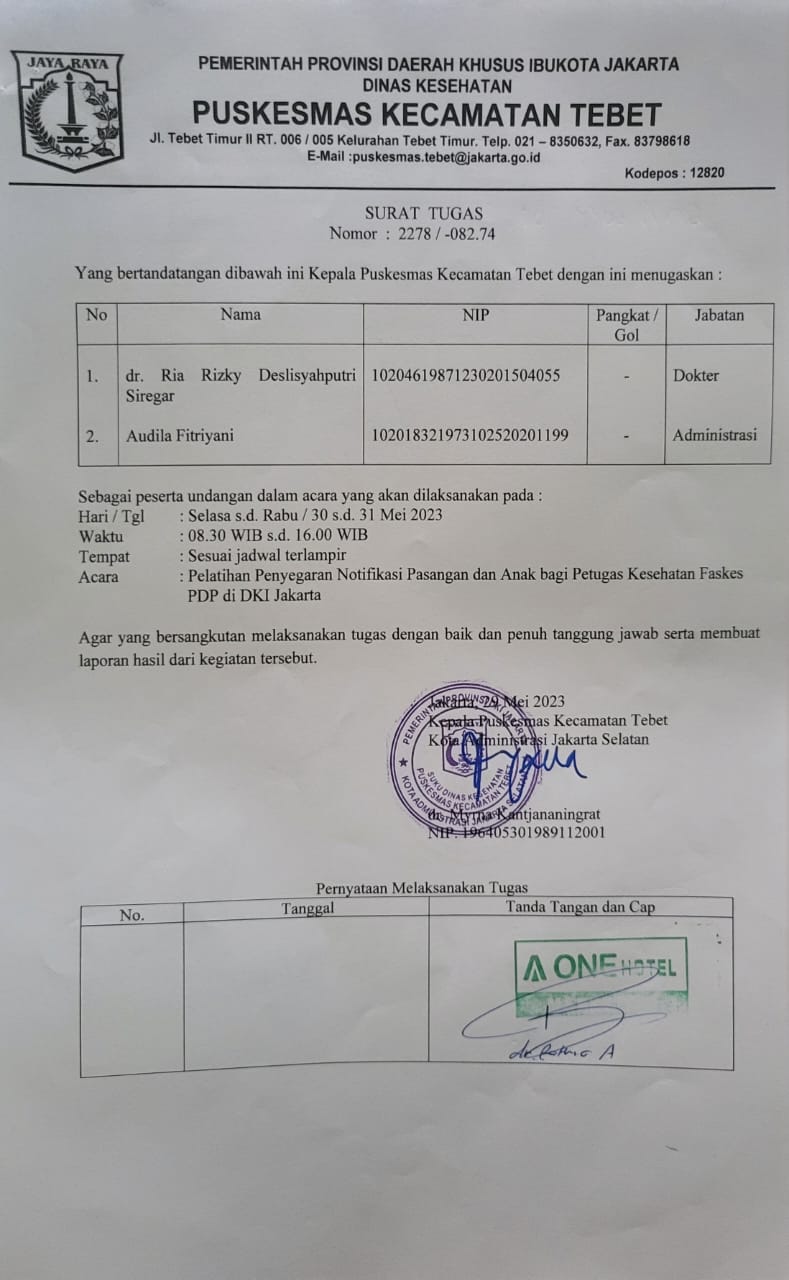 JAYA RAYA
PEMERINTAH PROVINSI DAERAH KHUSUS IBUKOTA JAKARTA
DINAS KESEHATAN
PUSKESMAS KECAMATAN TEBET
Jl. Tebet Timur II RT. 006 / 005 Kelurahan Tebet Timur. Telp. 021 – 8350632, Fax. 83798618
E-Mail :puskesmas.tebet@jakarta.go.id
Kodepos : 12820
SURAT TUGAS
Nomor : 2278 / -082.74
Yang bertandatangan dibawah ini Kepala Puskesmas Kecamatan Tebet dengan ini menugaskan :
No Nama NIP Pangkat / Jabatan
Gol
1. dr. Ria Rizky Deslisyahputri 10204619871230201504055 - Dokter
Siregar
2. Audila Fitriyani 102018321973102520201199 - Administrasi
Sebagai peserta undangan dalam acara yang akan dilaksanakan pada :
Hari / Tgl : Selasa s.d. Rabu / 30 s.d. 31 Mei 2023
Waktu : 08.30 WIB s.d. 16.00 WIB
Tempat : Sesuai jadwal terlampir
Acara : Pelatihan Penyegaran Notifikasi Pasangan dan Anak bagi Petugas Kesehatan Faskes
PDP di DKI Jakarta
Agar yang bersangkutan melaksanakan tugas dengan baik dan penuh tanggung jawab serta membuat
laporan hasil dari kegiatan tersebut.
Jakarta, 29 Mei 2023
Kepala Puskesmas Kecamatan Tebet
Kota Administrasi Jakarta Selatan
PEMERINTAH PROVINSI DKI JAKARTA
SUKU DINAS KESEHATAN
PUSKESMAS KECAMATAN TEBET
KOTA ADMINISTRASI JAKARTA SELATAN
dr. Myrna Kantjananingrat
NIP. 196405301989112001
Pernyataan Melaksanakan Tugas
No. Tanggal Tanda Tangan dan Cap
A ONE HOTEL
dr. A